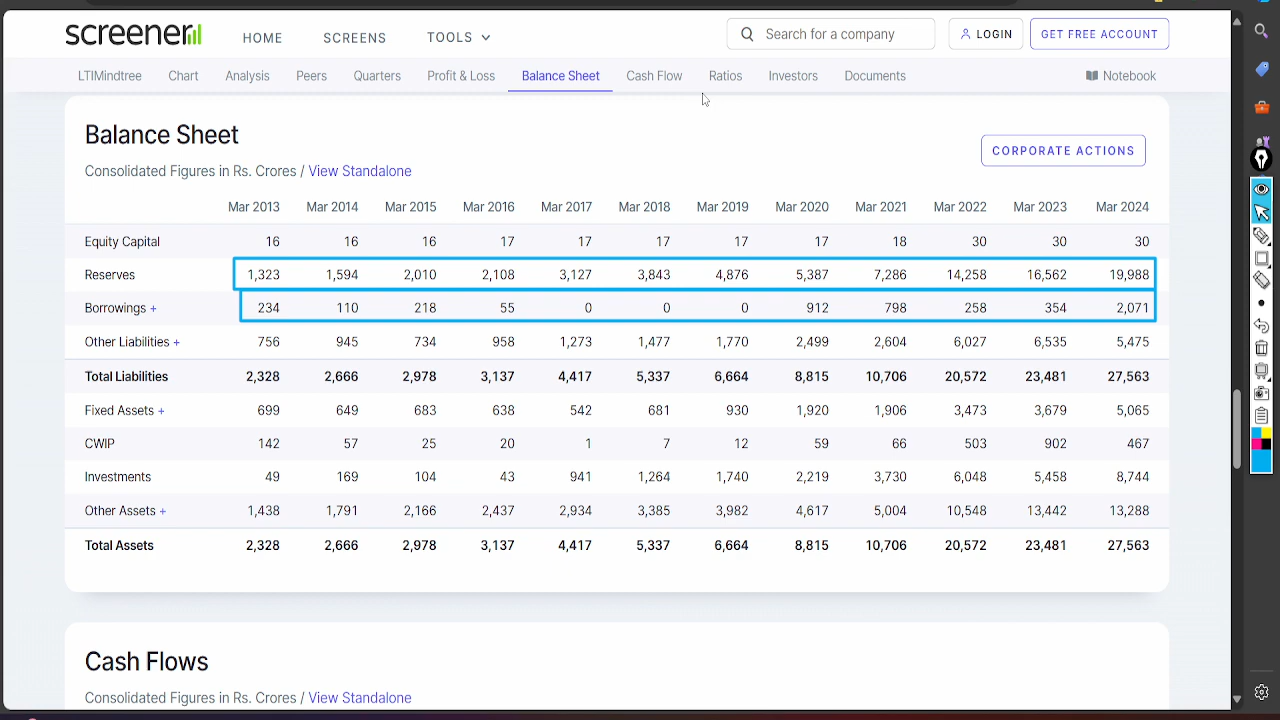 screener HOME SCREENS TOOLS Search for a company LOGIN GET FREE ACCOUNT
LTIMindtree Chart Analysis Peers Quarters Profit & Loss Balance Sheet Cash Flow Ratios Investors Documents Notebook
Balance Sheet
CORPORATE ACTIONS
Consolidated Figures in Rs. Crores / View Standalone
Mar 2013 Mar 2014 Mar 2015 Mar 2016 Mar 2017 Mar 2018 Mar 2019 Mar 2020 Mar 2021 Mar 2022 Mar 2023 Mar 2024
Equity Capital 16 16 16 17 17 17 17 17 18 30 30 30
Reserves 1,323 1,594 2,010 2,108 3,127 3,843 4,876 5,387 7,286 14,258 16,562 19,988
Borrowings + 234 110 218 55 0 0 0 912 798 258 354 2,071
Other Liabilities + 756 945 734 958 1,273 1,477 1,770 2,499 2,604 6,027 6,535 5,475
Total Liabilities 2,328 2,666 2,978 3,137 4,417 5,337 6,664 8,815 10,706 20,572 23,481 27,563
Fixed Assets + 699 649 683 638 542 681 930 1,920 1,906 3,473 3,679 5,065
CWIP 142 57 25 20 1 7 12 59 66 503 902 467
Investments 49 169 104 43 941 1,264 1,740 2,219 3,730 6,048 5,458 8,744
Other Assets + 1,438 1,791 2,166 2,437 2,934 3,385 3,982 4,617 5,004 10,548 13,442 13,288
Total Assets 2,328 2,666 2,978 3,137 4,417 5,337 6,664 8,815 10,706 20,572 23,481 27,563
Cash Flows
Consolidated Figures in Rs. Crores / View Standalone